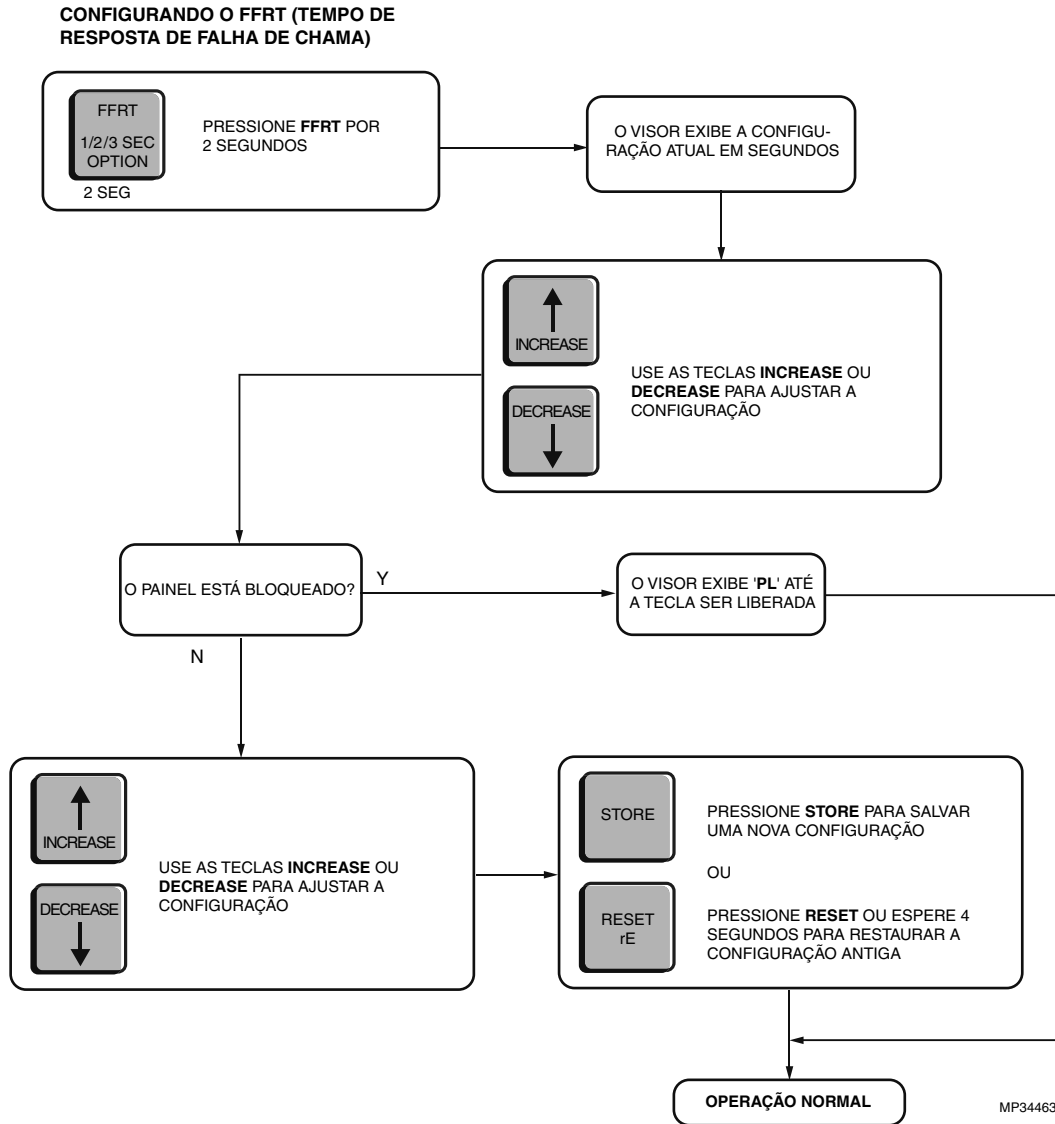 CONFIGURANDO O FFRT (TEMPO DE
RESPOSTA DE FALHA DE CHAMA)
FFRT
1/2/3 SEC
OPTION
2 SEG
PRESSIONE FFRT POR
2 SEGUNDOS
O VISOR EXIBE A CONFIGU-
RAÇÃO ATUAL EM SEGUNDOS
INCREASE
DECREASE
USE AS TECLAS INCREASE OU
DECREASE PARA AJUSTAR A
CONFIGURAÇÃO
O PAINEL ESTÁ BLOQUEADO?
Y
N
O VISOR EXIBE 'PL' ATÉ
A TECLA SER LIBERADA
INCREASE
DECREASE
USE AS TECLAS INCREASE OU
DECREASE PARA AJUSTAR A
CONFIGURAÇÃO
STORE
PRESSIONE STORE PARA SALVAR
UMA NOVA CONFIGURAÇÃO
OU
RESET
rE
PRESSIONE RESET OU ESPERE 4
SEGUNDOS PARA RESTAURAR A
CONFIGURAÇÃO ANTIGA
OPERAÇÃO NORMAL
MP34463